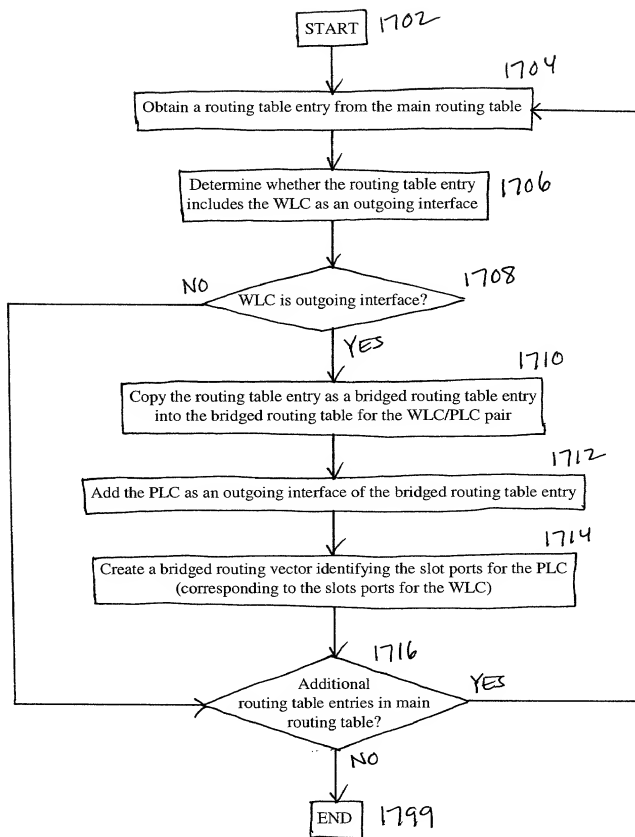 START 1702
1704
Obtain a routing table entry from the main routing table
Determine whether the routing table entry
includes the WLC as an outgoing interface
1706
NO
WLC is outgoing interface?
1708
YES
1710
Copy the routing table entry as a bridged routing table entry
into the bridged routing table for the WLC/PLC pair
1712
Add the PLC as an outgoing interface of the bridged routing table entry
1714
Create a bridged routing vector identifying the slot ports for the PLC
(corresponding to the slots ports for the WLC)
1716
Additional
routing table entries in main
routing table?
YES
NO
END 1799